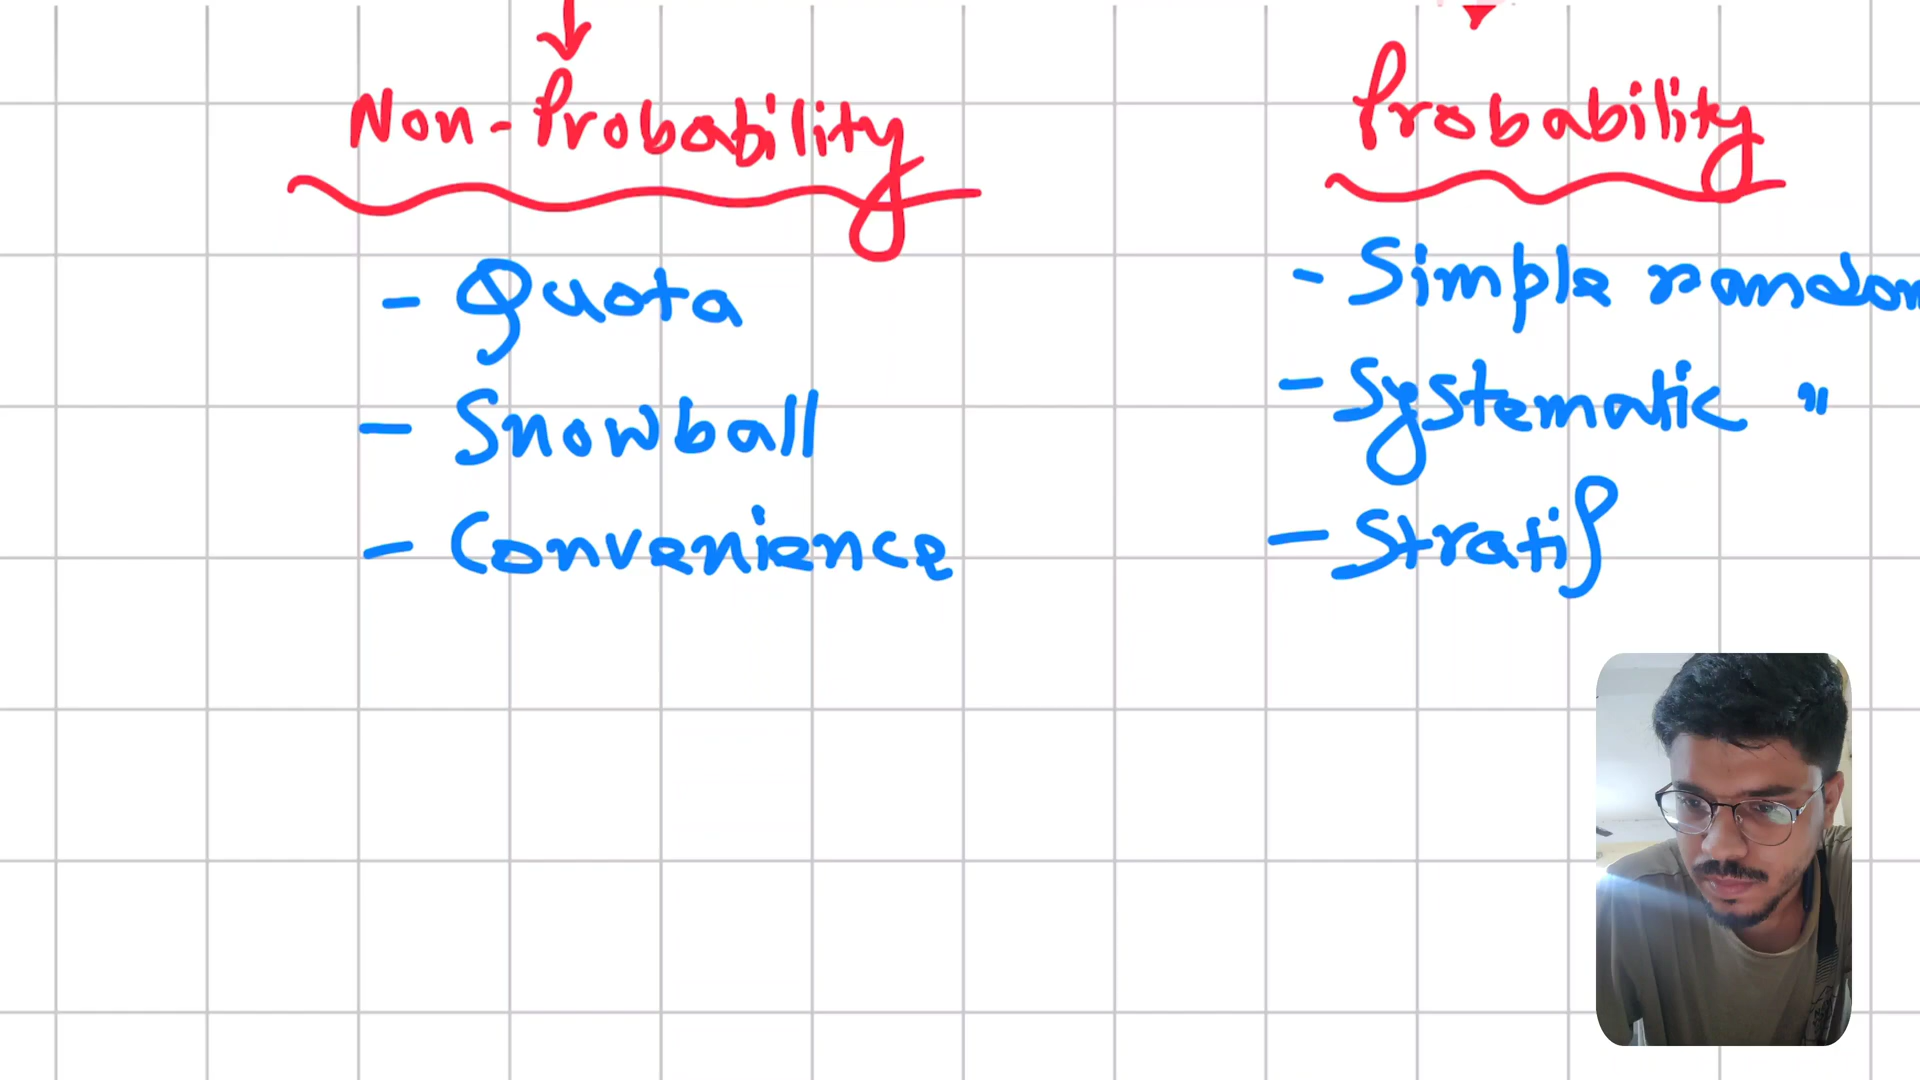 Non-Probability
- Quota
- Snowball
- Convenience
Probability
- Simple random
- Systematic "
- Stratif